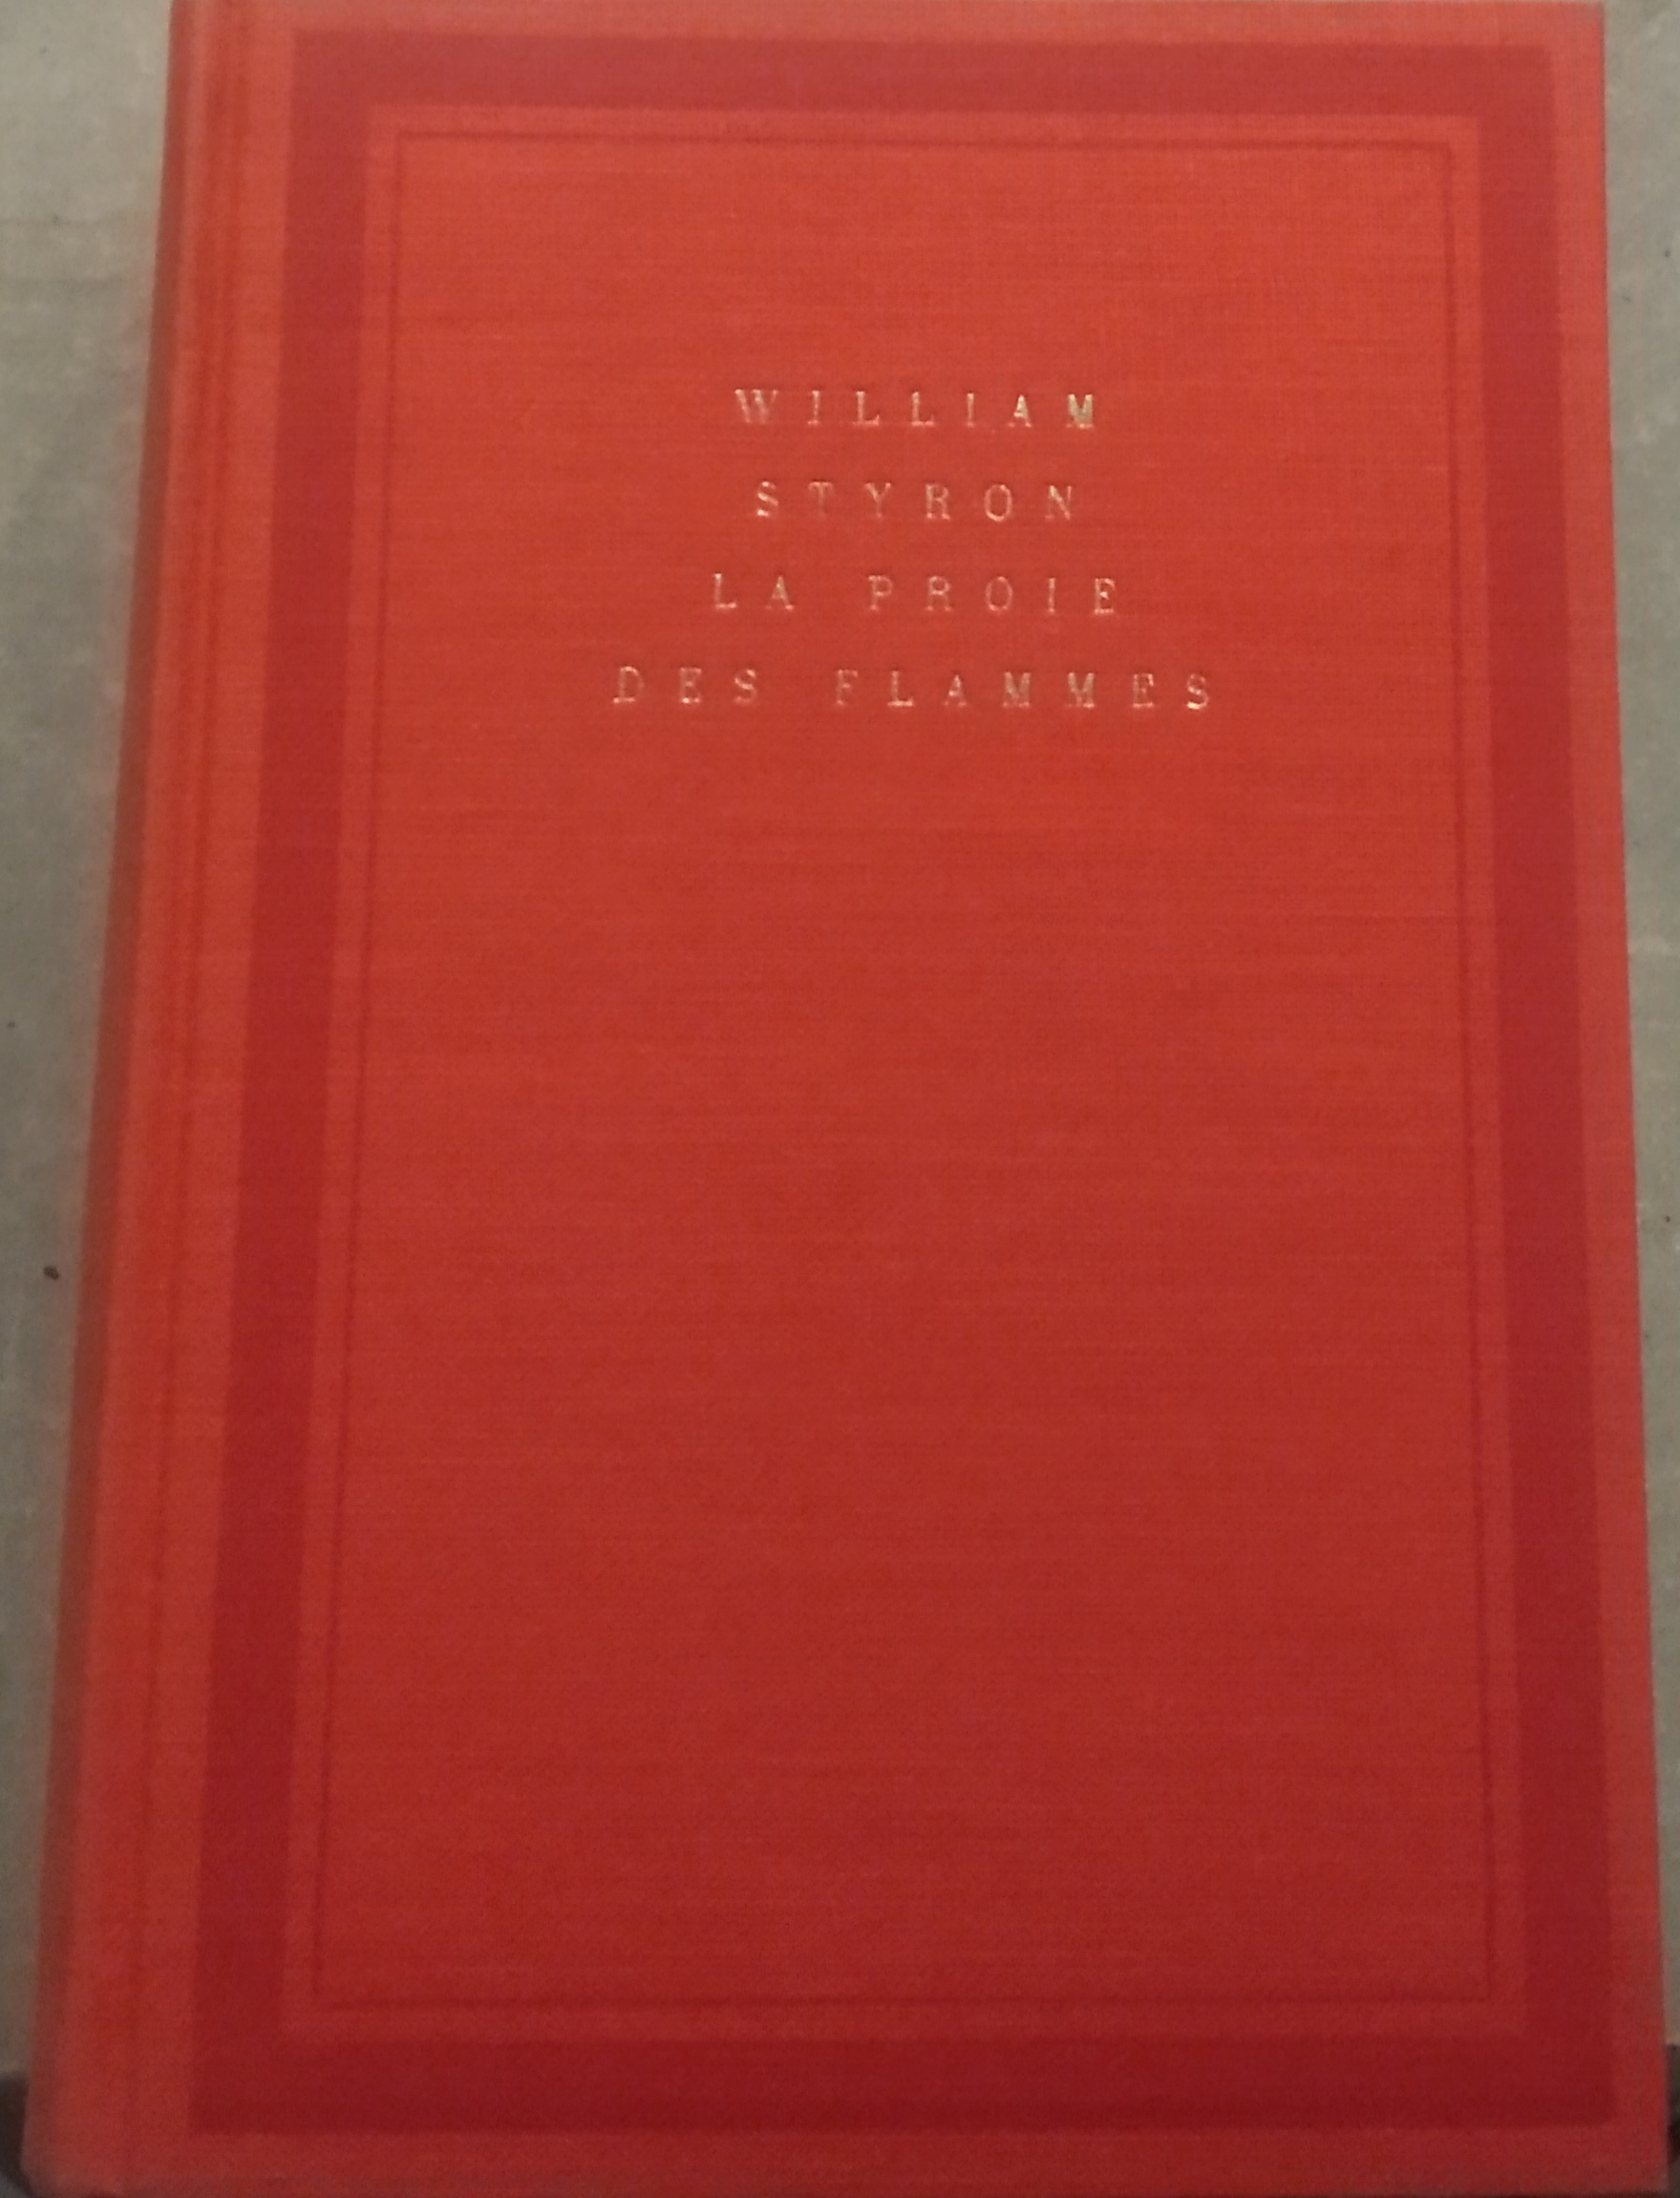 WILLIAM
STYRON
LA PROIE
DES FLAMMES